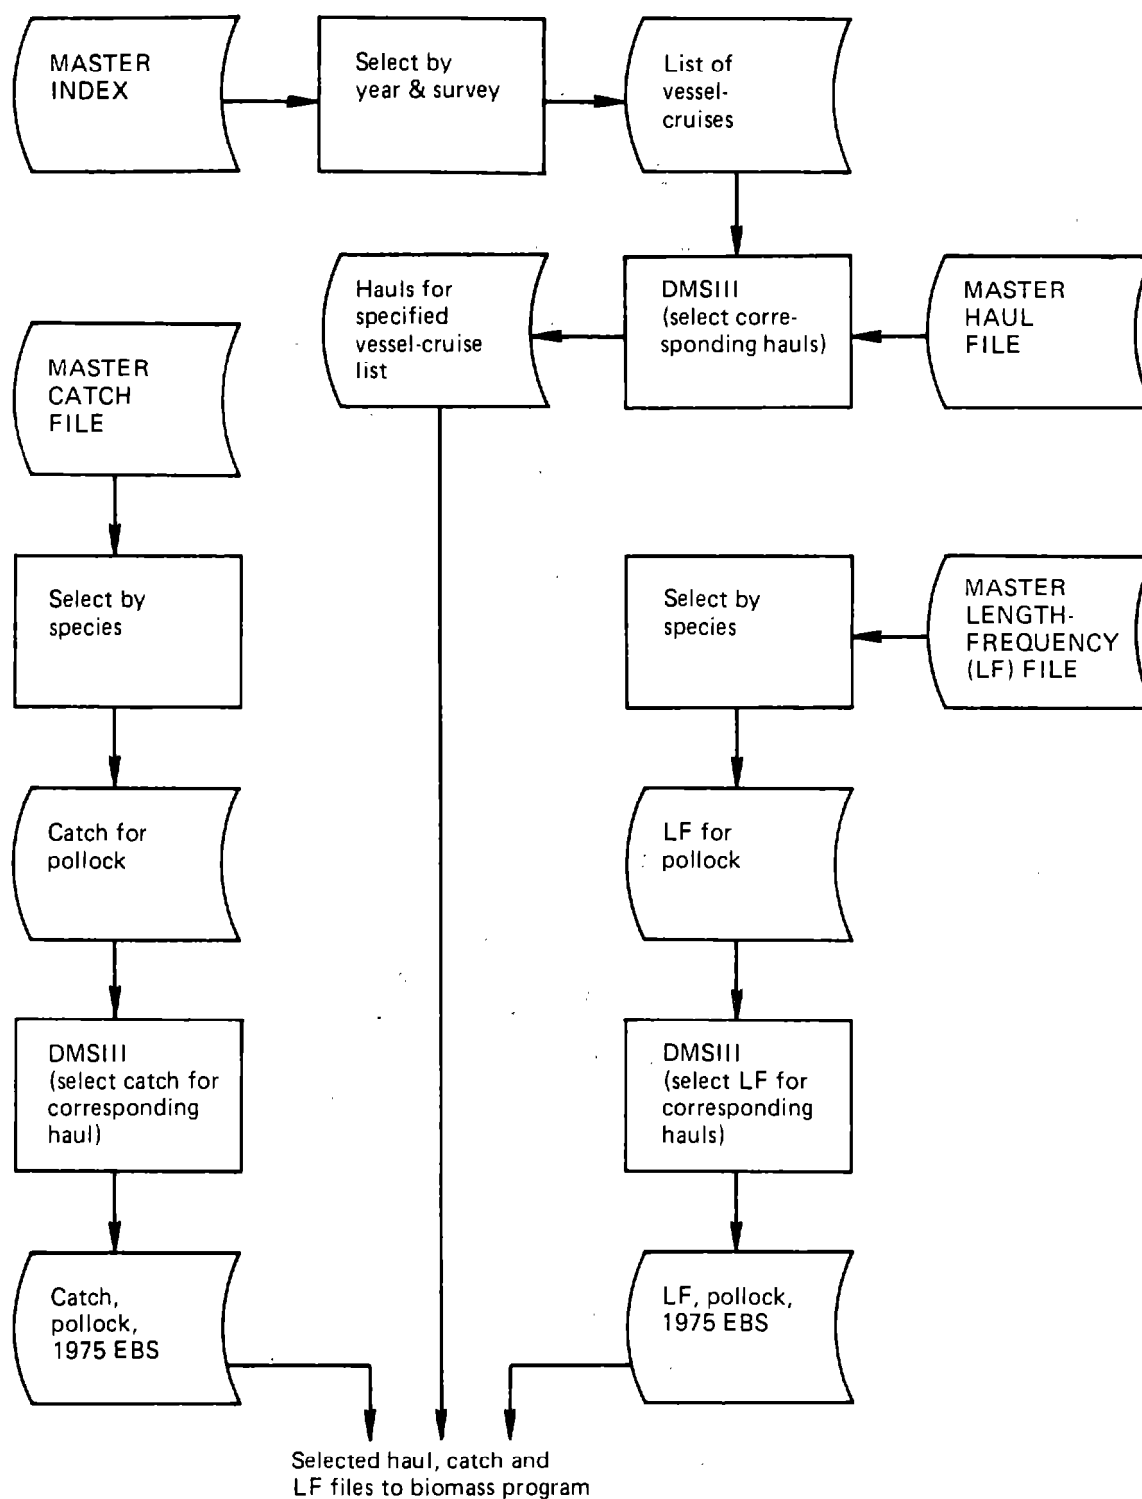 MASTER
INDEX
Select by
year & survey
List of
vessel-
cruises
Hauls for
specified
vessel-cruise
list
DMSIII
(select corre-
sponding hauls)
MASTER
HAUL
FILE
MASTER
CATCH
FILE
Select by
species
Select by
species
MASTER
LENGTH-
FREQUENCY
(LF) FILE
Catch for
pollock
LF for
pollock
DMSIII
(select catch for
corresponding
haul)
DMSIII
(select LF for
corresponding
hauls)
Catch,
pollock,
1975 EBS
LF, pollock,
1975 EBS
Selected haul, catch and
LF files to biomass program